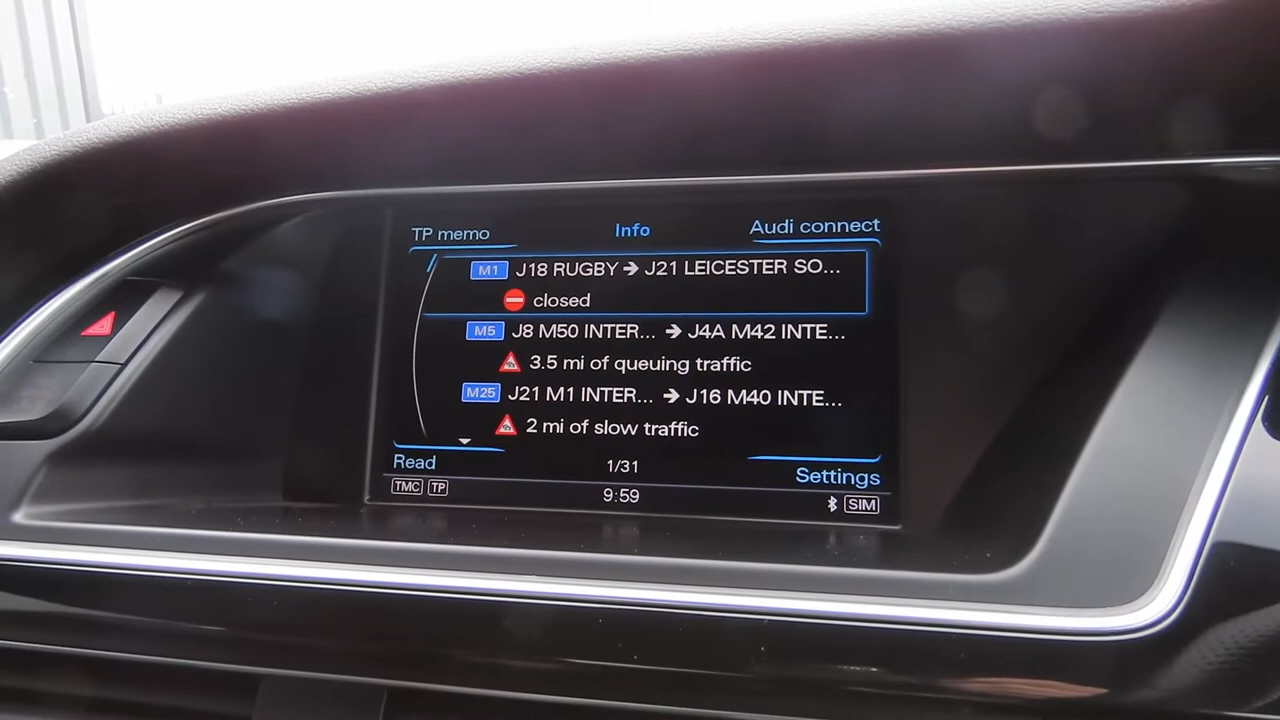 TP memo Info Audi connect
M1 J18 RUGBY → J21 LEICESTER SO...
closed
M5 J8 M50 INTER... → J4A M42 INTE...
3.5 mi of queuing traffic
M25 J21 M1 INTER... → J16 M40 INTE...
2 mi of slow traffic
Read 1/31 Settings
TMC TP 9:59 SIM